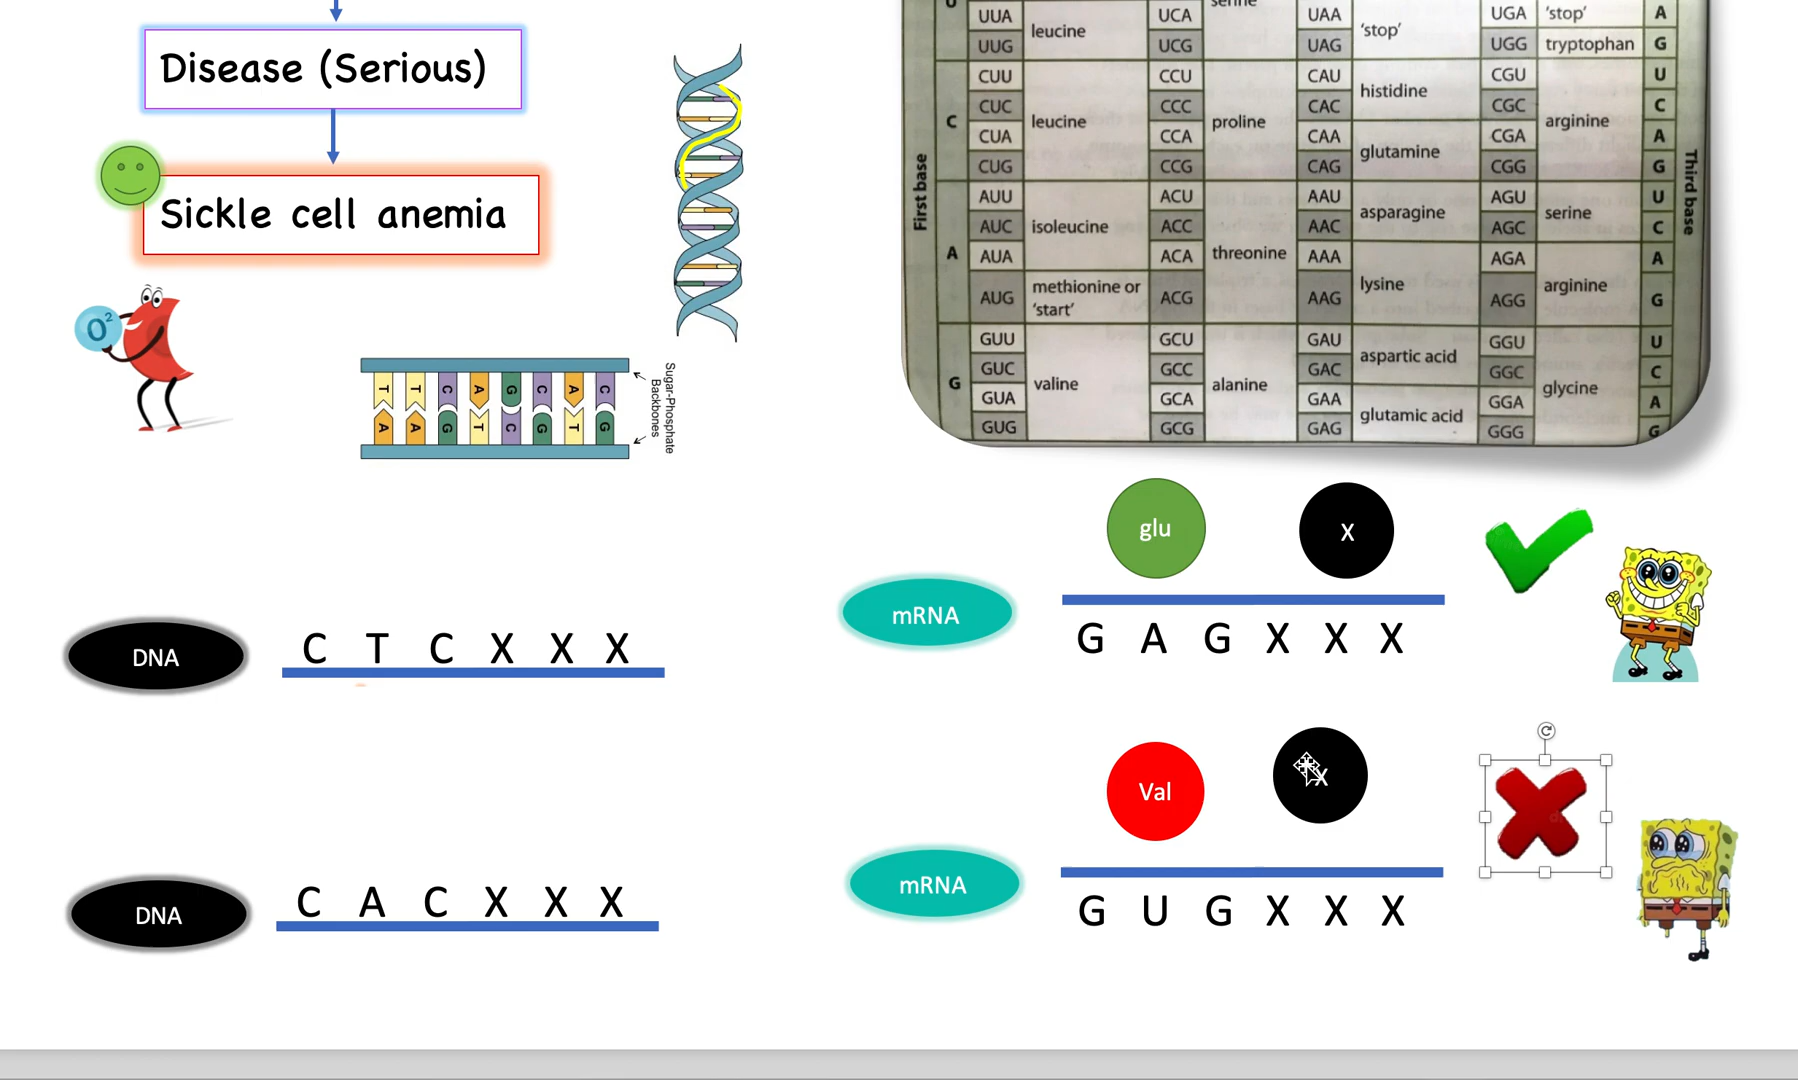 Disease (Serious)
Sickle cell anemia
O²
T T C A G C A C
A A G T C G T G
Sugar-Phosphate
Backbones
First base
Third base
UUA leucine UCA serine UAA 'stop' UGA 'stop' A
UUG UCG UAG UGG tryptophan G
C
CUU leucine CCU proline CAU histidine CGU arginine U
CUC CCC CAC CGC C
CUA CCA CAA glutamine CGA A
CUG CCG CAG CGG G
A
AUU isoleucine ACU threonine AAU asparagine AGU serine U
AUC ACC AAC AGC C
AUA ACA AAA lysine AGA arginine A
AUG methionine or 'start' ACG AAG AGG G
G
GUU valine GCU alanine GAU aspartic acid GGU glycine U
GUC GCC GAC GGC C
GUA GCA GAA glutamic acid GGA A
GUG GCG GAG GGG G
glu X
mRNA
G A G X X X
DNA
C T C X X X
Val X
mRNA
G U G X X X
DNA
C A C X X X